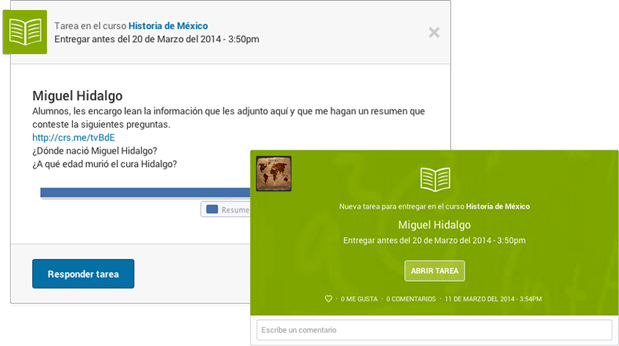 Tarea en el curso Historia de México
Entregar antes del 20 de Marzo del 2014 - 3:50pm
Miguel Hidalgo
Alumnos, les encargo lean la información que les adjunto aquí y que me hagan un resumen que
conteste la siguientes preguntas.
http://crs.me/tvBdE
¿Dónde nació Miguel Hidalgo?
¿A qué edad murió el cura Hidalgo?
Resume
Responder tarea
Nueva tarea para entregar en el curso Historia de México
Miguel Hidalgo
Entregar antes del 20 de Marzo del 2014 - 3:50pm
ABRIR TAREA
· 0 ME GUSTA · 0 COMENTARIOS · 11 DE MARZO DEL 2014 - 3:54PM
Escribe un comentario